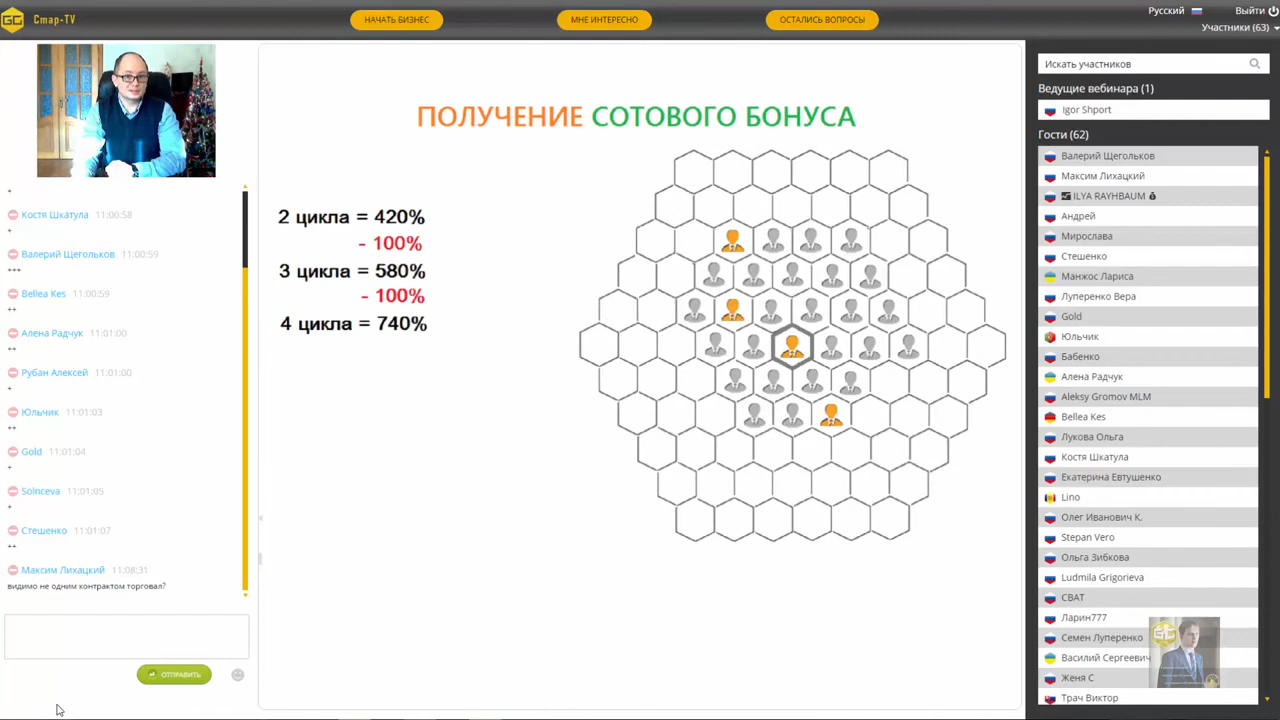 GC Стар-TV
НАЧАТЬ БИЗНЕС
МНЕ ИНТЕРЕСНО
ОСТАЛИСЬ ВОПРОСЫ
Русский
Выйти
Участники (63)
+
Костя Шкатула 11:00:58
+
Валерий Щегольков 11:00:59
+++
Bellea Kes 11:00:59
++
Алена Радчук 11:01:00
++
Рубан Алексей 11:01:00
+
Юльчик 11:01:03
++
Gold 11:01:04
+
Solnceva 11:01:05
+
Стешенко 11:01:07
++
Максим Лихацкий 11:08:31
видимо не одним контрактом торговал?
ОТПРАВИТЬ
ПОЛУЧЕНИЕ СОТОВОГО БОНУСА
2 цикла = 420%
- 100%
3 цикла = 580%
- 100%
4 цикла = 740%
Искать участников
Ведущие вебинара (1)
Igor Shport
Гости (62)
Валерий Щегольков
Максим Лихацкий
ILYA RAYHBAUM
Андрей
Мирослава
Стешенко
Манжос Лариса
Луперенко Вера
Gold
Юльчик
Бабенко
Алена Радчук
Aleksy Gromov MLM
Bellea Kes
Лукова Ольга
Костя Шкатула
Екатерина Евтушенко
Lino
Олег Иванович К.
Stepan Vero
Ольга Зибкова
Ludmila Grigorieva
СВАТ
Ларин777
Семен Луперенко
Василий Сергеевич
Женя С
Трач Виктор
GC